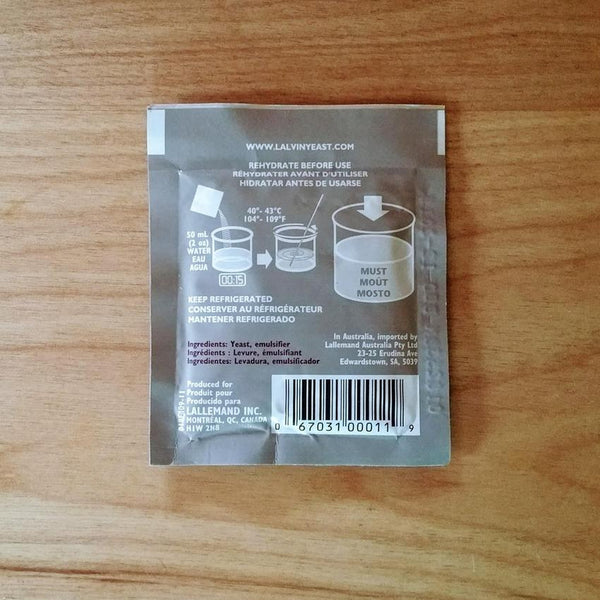 WWW.LALVINYEAST.COM
REHYDRATE BEFORE USE
RÉHYDRATER AVANT D'UTILISER
HIDRATAR ANTES DE USARSE
40°- 43°C
104°- 109°F
50 mL
(2 oz)
WATER
EAU
AGUA
00:15
MUST
MOÛT
MOSTO
KEEP REFRIGERATED
CONSERVER AU RÉFRIGÉRATEUR
MANTENER REFRIGERADO
Ingredients: Yeast, emulsifier
Ingrédients : Levure, émulsifiant
Ingredientes: Levadura, emulsificador
In Australia, imported by
Lallemand Australia Pty Ltd
23-25 Erudina Ave
Edwardstown, SA, 5039
Produced for
Produit pour
Producido para
LALLEMAND INC.
MONTRÉAL, QC, CANADA
H1W 2N8
0 67031 00011 9